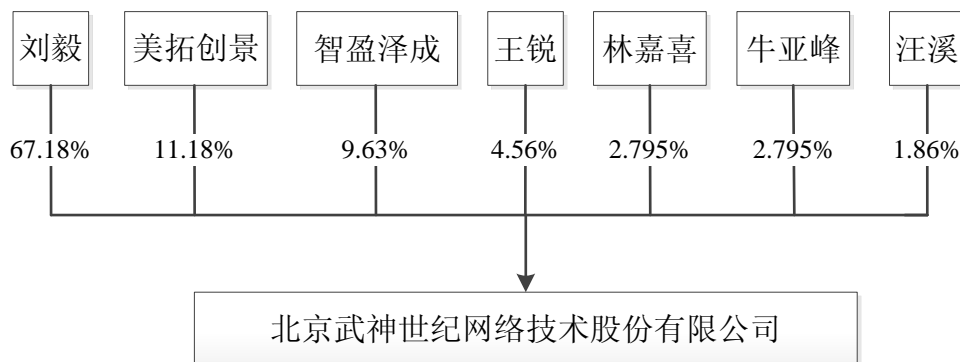 刘毅 美拓创景 智盈泽成 王锐 林嘉喜 牛亚峰 汪溪
67.18% 11.18% 9.63% 4.56% 2.795% 2.795% 1.86%
北京武神世纪网络技术股份有限公司